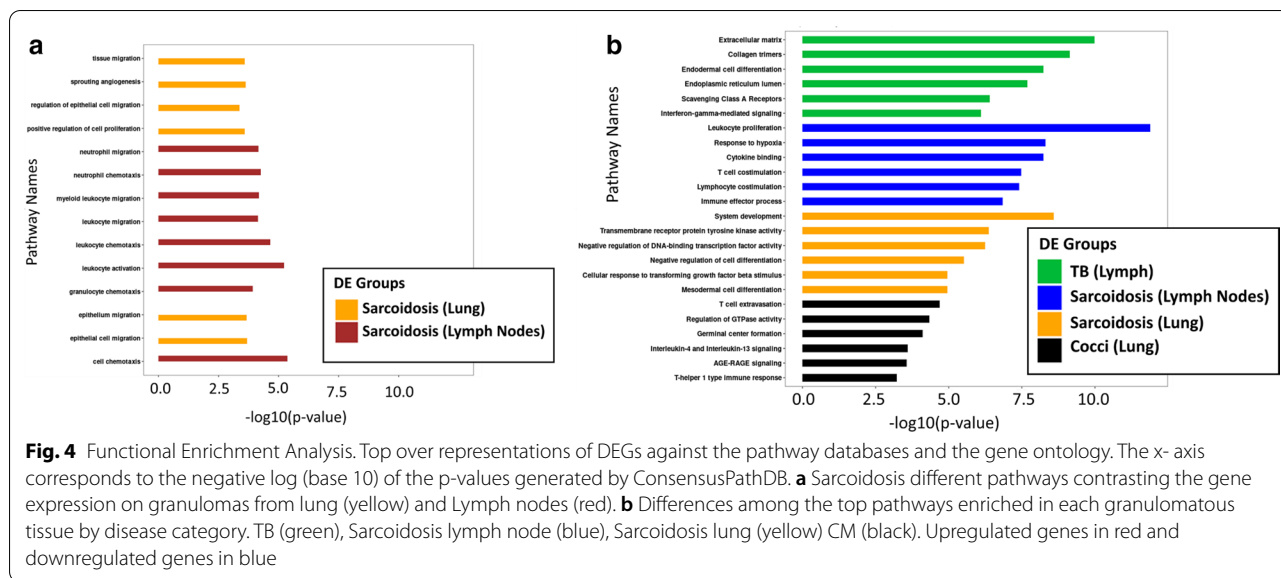 a
tissue migration
sprouting angiogenesis
regulation of epithelial cell migration
positive regulation of cell proliferation
neutrophil migration
neutrophil chemotaxis
myeloid leukocyte migration
leukocyte migration
leukocyte chemotaxis
leukocyte activation
granulocyte chemotaxis
epithelium migration
epithelial cell migration
cell chemotaxis
Pathway Names
0.0 2.5 5.0 7.5 10.0
-log10(p-value)
DE Groups
Sarcoidosis (Lung)
Sarcoidosis (Lymph Nodes)
b
Extracellular matrix
Collagen trimers
Endodermal cell differentiation
Endoplasmic reticulum lumen
Scavenging Class A Receptors
Interferon-gamma-mediated signaling
Leukocyte proliferation
Response to hypoxia
Cytokine binding
T cell costimulation
Lymphocyte costimulation
Immune effector process
System development
Transmembrane receptor protein tyrosine kinase activity
Negative regulation of DNA-binding transcription factor activity
Negative regulation of cell differentiation
Cellular response to transforming growth factor beta stimulus
Mesodermal cell differentiation
T cell extravasation
Regulation of GTPase activity
Germinal center formation
Interleukin-4 and Interleukin-13 signaling
AGE-RAGE signaling
T-helper 1 type immune response
Pathway Names
0.0 2.5 5.0 7.5 10.0
-log10(p-value)
DE Groups
TB (Lymph)
Sarcoidosis (Lymph Nodes)
Sarcoidosis (Lung)
Cocci (Lung)
Fig. 4 Functional Enrichment Analysis. Top over representations of DEGs against the pathway databases and the gene ontology. The x- axis
corresponds to the negative log (base 10) of the p-values generated by ConsensusPathDB. a Sarcoidosis different pathways contrasting the gene
expression on granulomas from lung (yellow) and Lymph nodes (red). b Differences among the top pathways enriched in each granulomatous
tissue by disease category. TB (green), Sarcoidosis lymph node (blue), Sarcoidosis lung (yellow) CM (black). Upregulated genes in red and
downregulated genes in blue